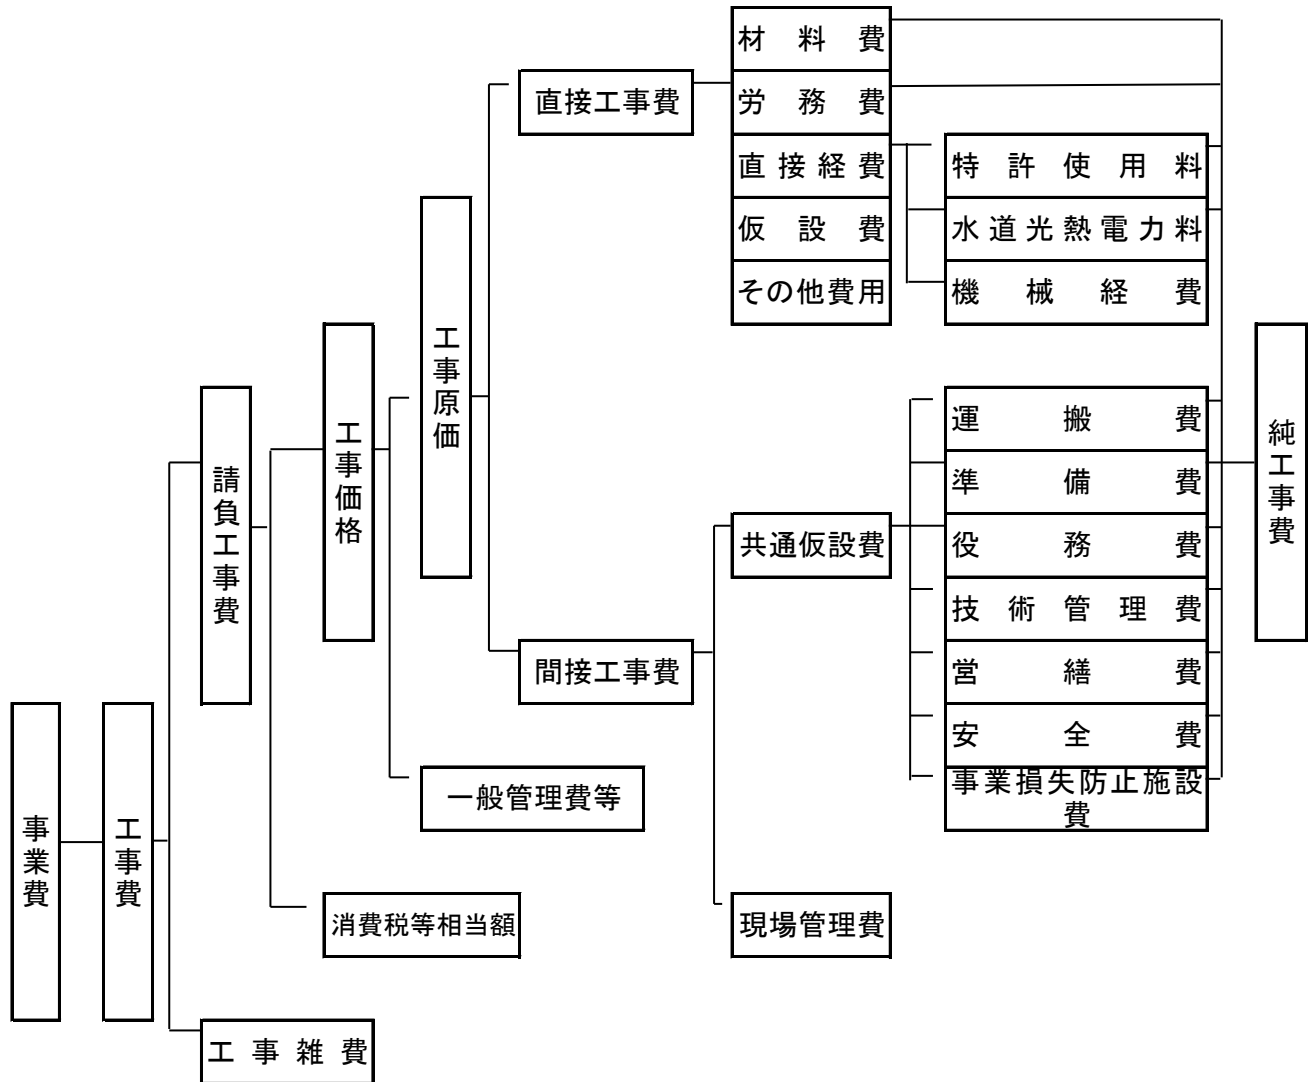 材料費
労務費
直接経費
仮設費
その他費用
直接工事費
特許使用料
水道光熱電力料
機械経費
工事原価
工事価格
請負工事費
運搬費
準備費
役務費
技術管理費
営繕費
安全費
事業損失防止施設
費
純工事費
共通仮設費
間接工事費
一般管理費等
事業費
工事費
消費税等相当額
現場管理費
工事雑費